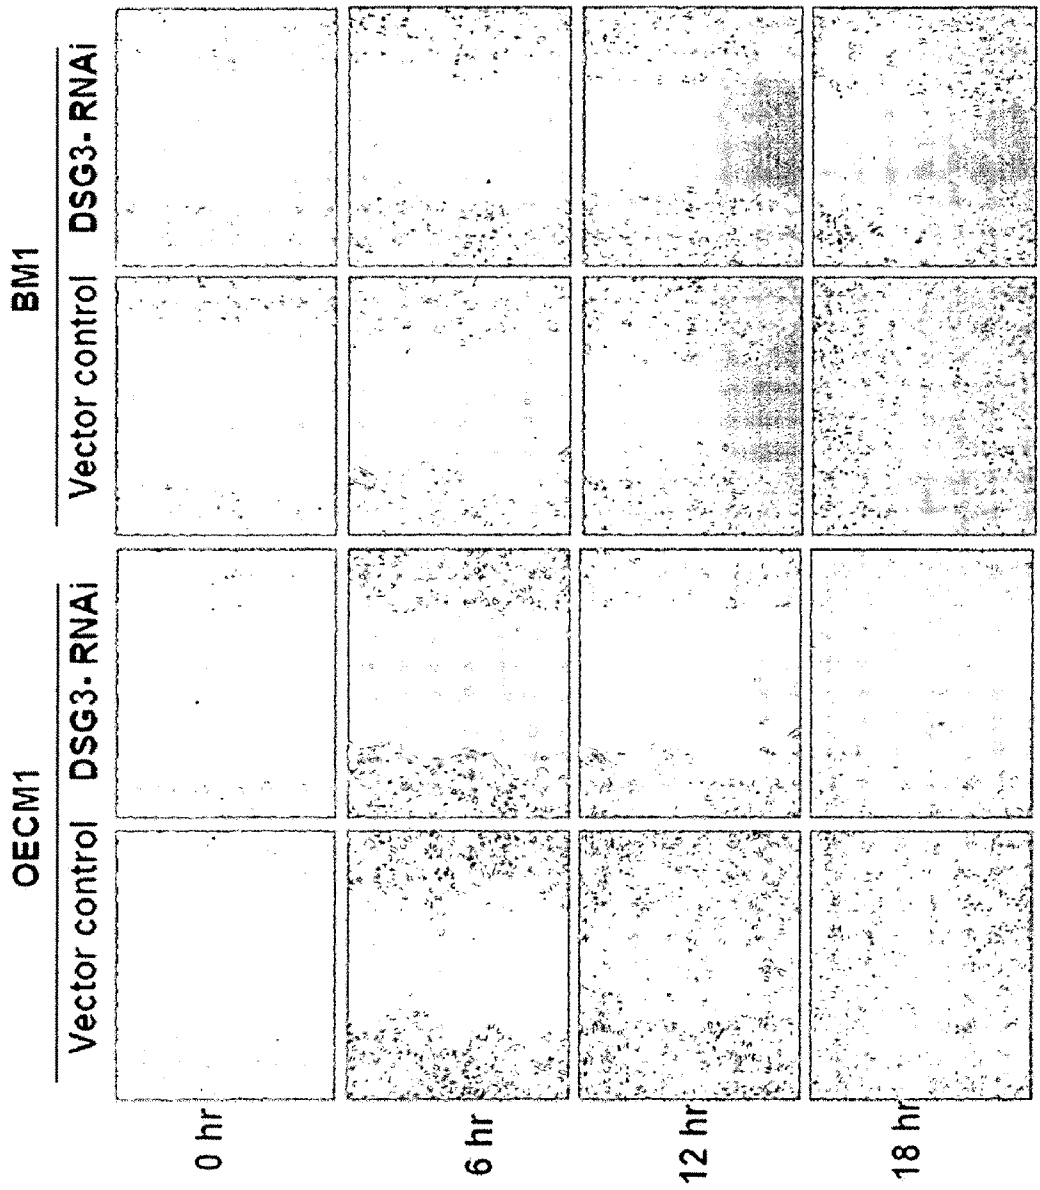 OECM1
BM1
Vector control
DSG3- RNAi
Vector control
DSG3- RNAi
0 hr
6 hr
12 hr
18 hr